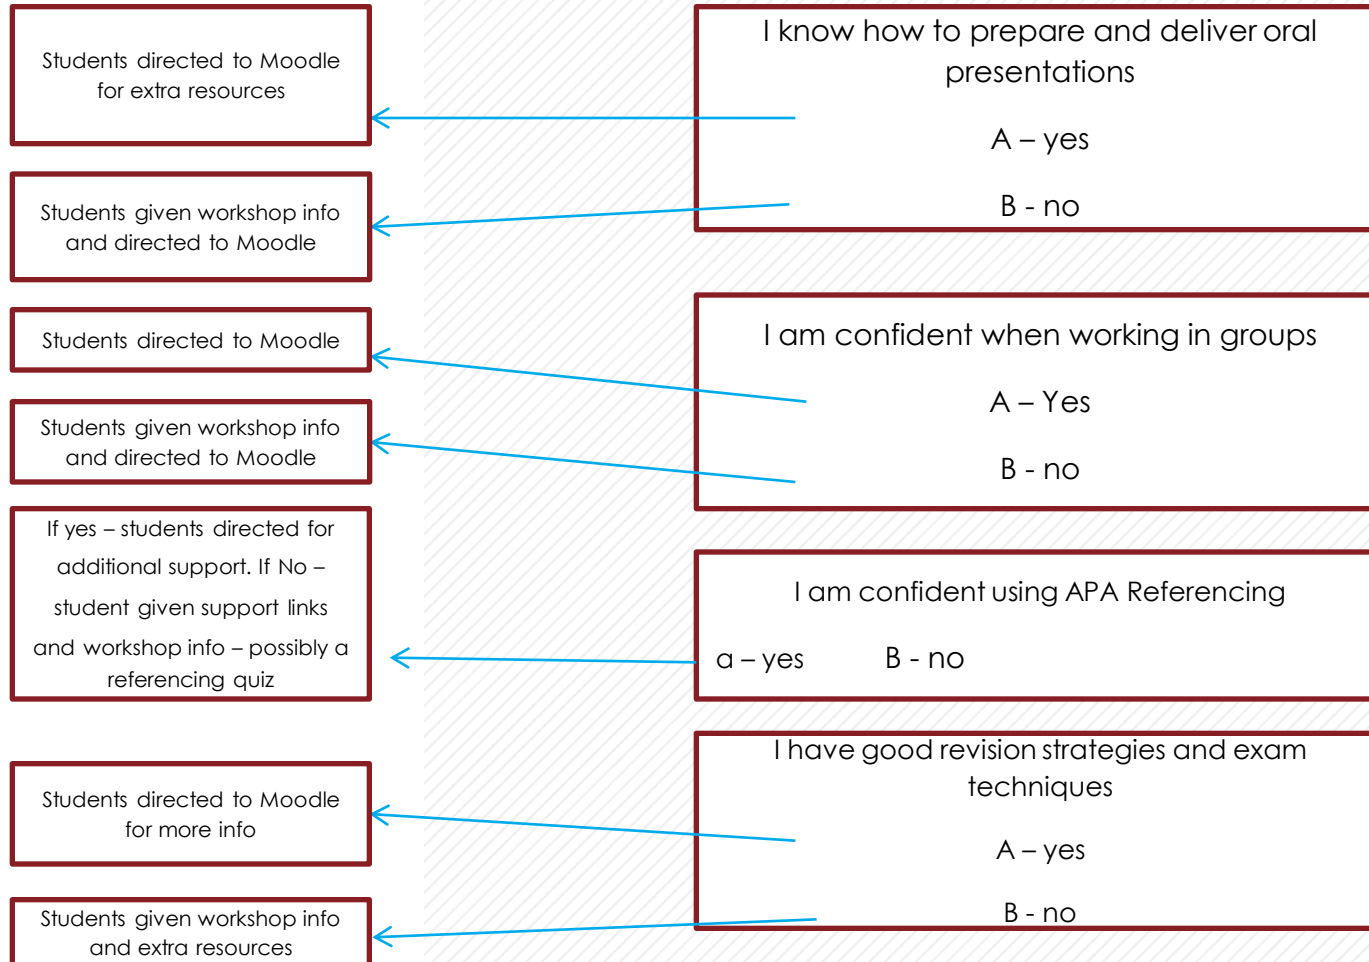 Students directed to Moodle
for extra resources
I know how to prepare and deliver oral
presentations
A – yes
B - no
Students given workshop info
and directed to Moodle
Students directed to Moodle
I am confident when working in groups
A – Yes
B - no
Students given workshop info
and directed to Moodle
If yes – students directed for
additional support. If No –
student given support links
and workshop info – possibly a
referencing quiz
I am confident using APA Referencing
a – yes B - no
Students directed to Moodle
for more info
I have good revision strategies and exam
techniques
A – yes
B - no
Students given workshop info
and extra resources